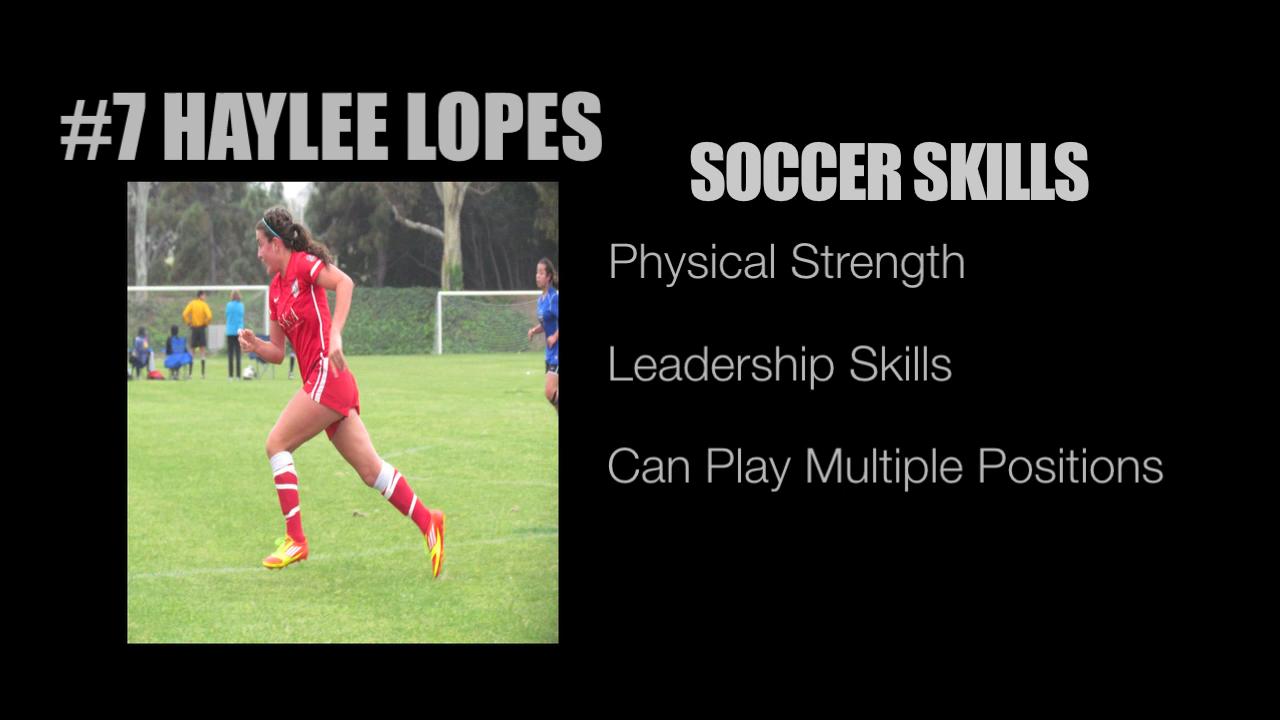 #7 HAYLEE LOPES
SOCCER SKILLS
Physical Strength
Leadership Skills
Can Play Multiple Positions